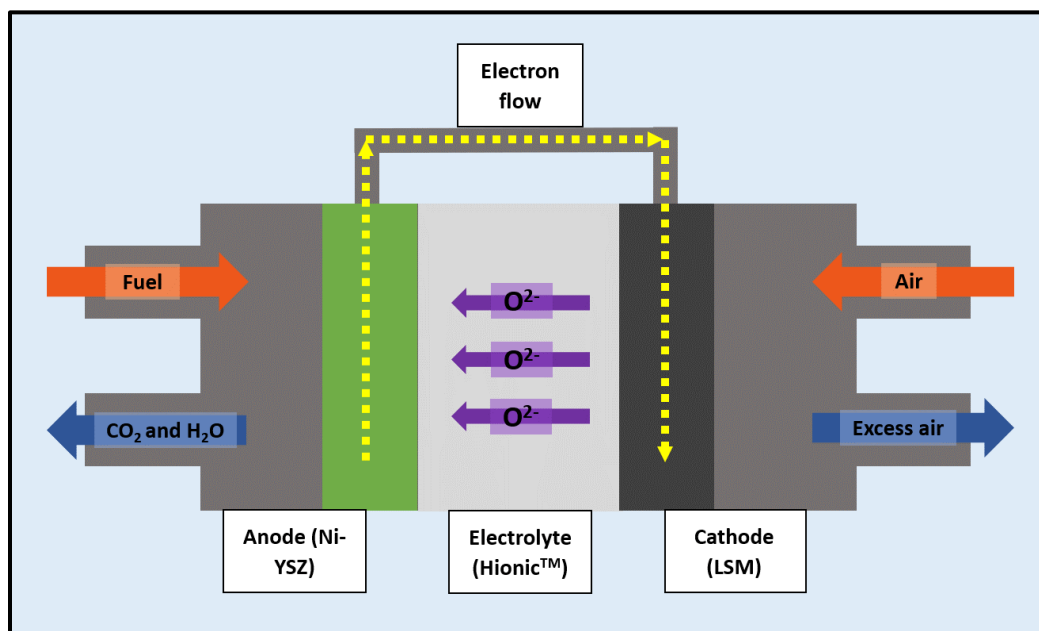 Electron
flow
Fuel
Air
O²⁻
O²⁻
O²⁻
CO₂ and H₂O
Excess air
Anode (Ni-
YSZ)
Electrolyte
(Hionic™)
Cathode
(LSM)